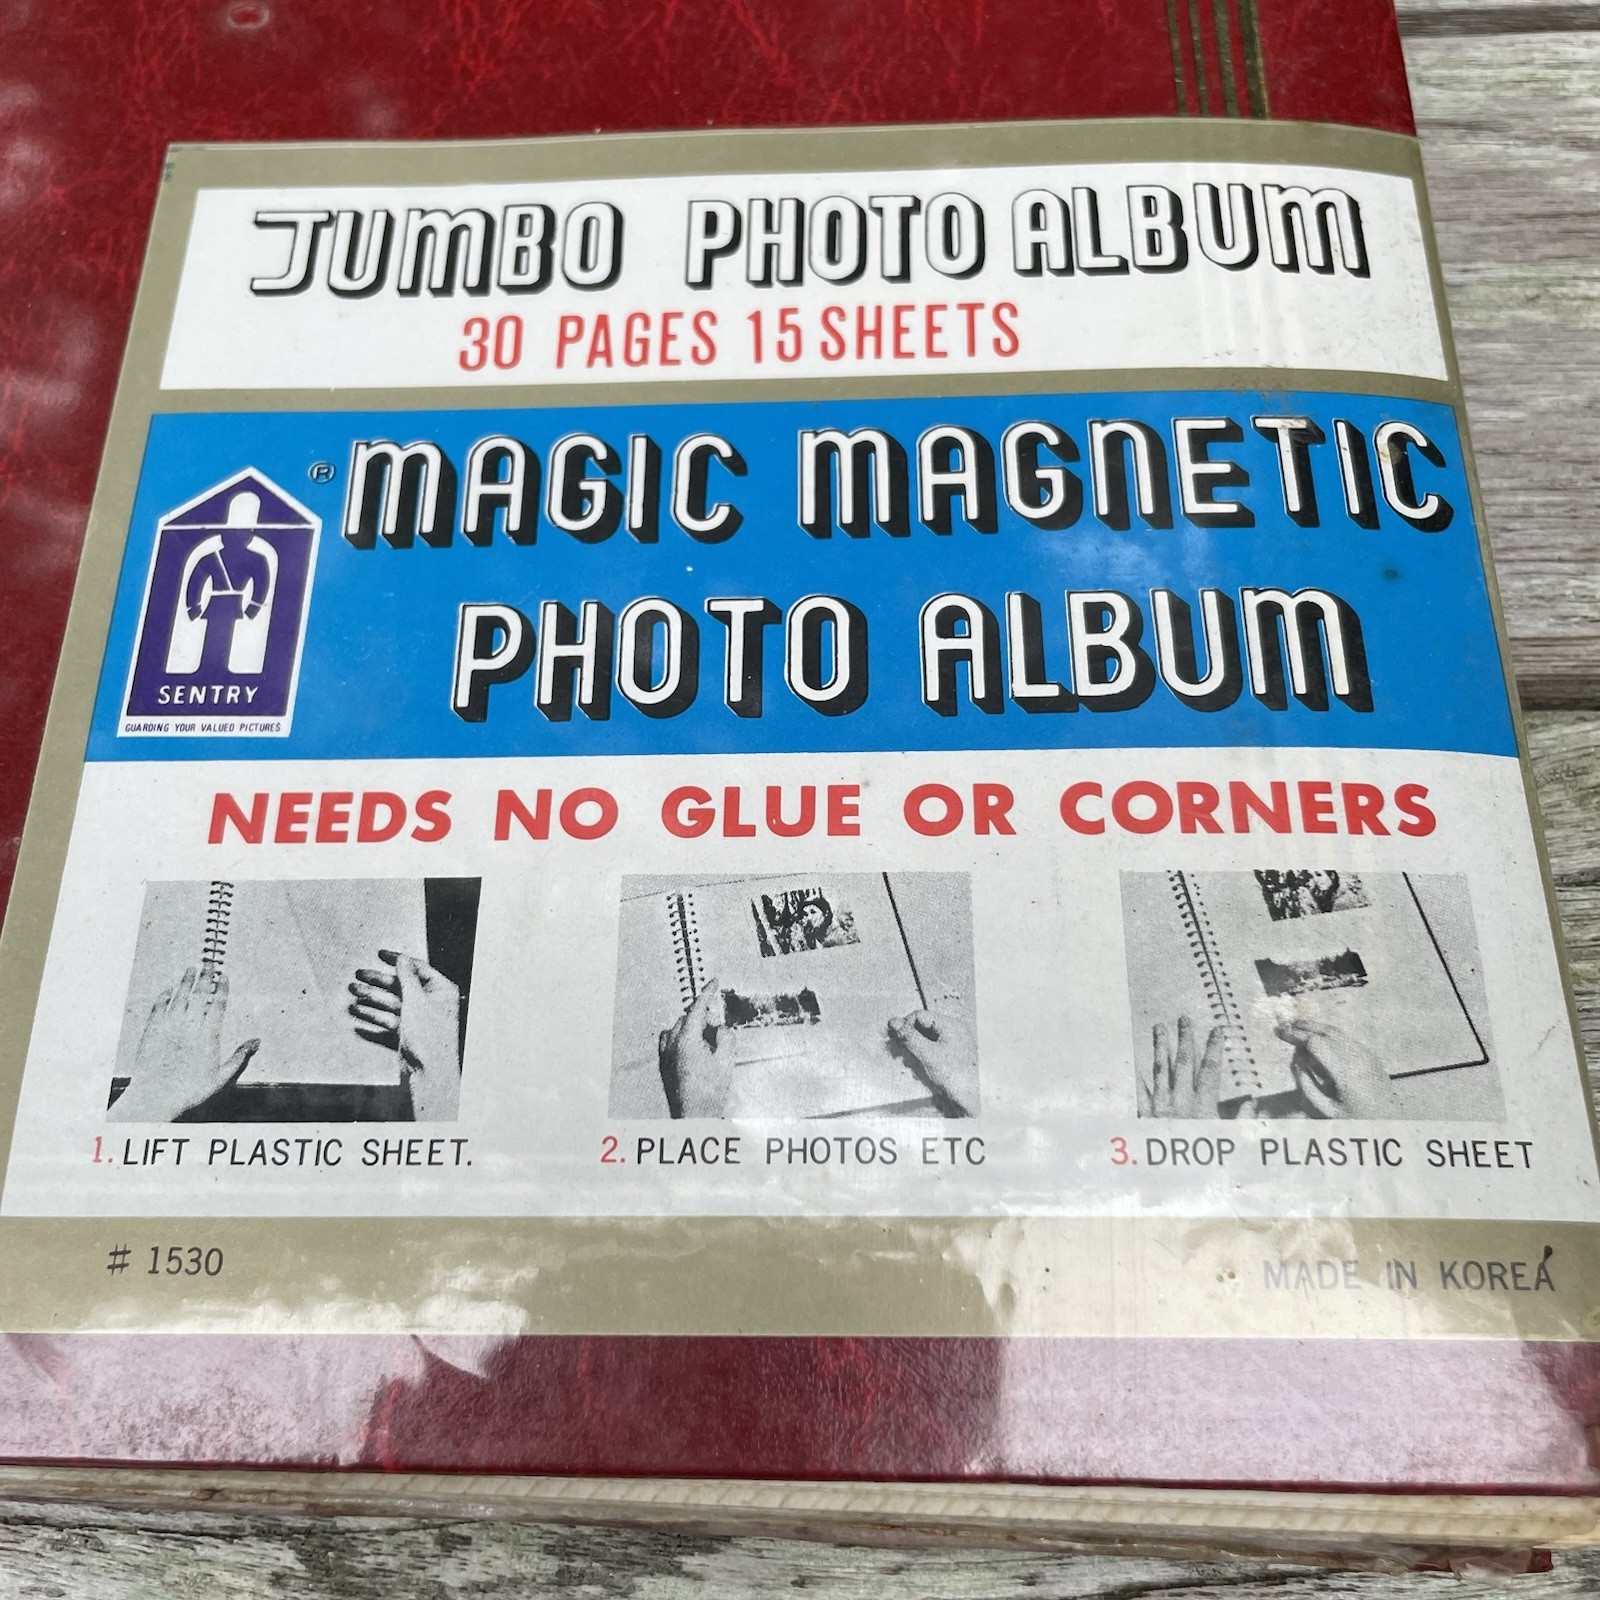 JUMBO PHOTO ALBUM
30 PAGES 15 SHEETS
® MAGIC MAGNETIC
PHOTO ALBUM
SENTRY
GUARDING YOUR VALUED PICTURES
NEEDS NO GLUE OR CORNERS
1. LIFT PLASTIC SHEET.
2. PLACE PHOTOS ETC
3. DROP PLASTIC SHEET
# 1530
MADE IN KOREA